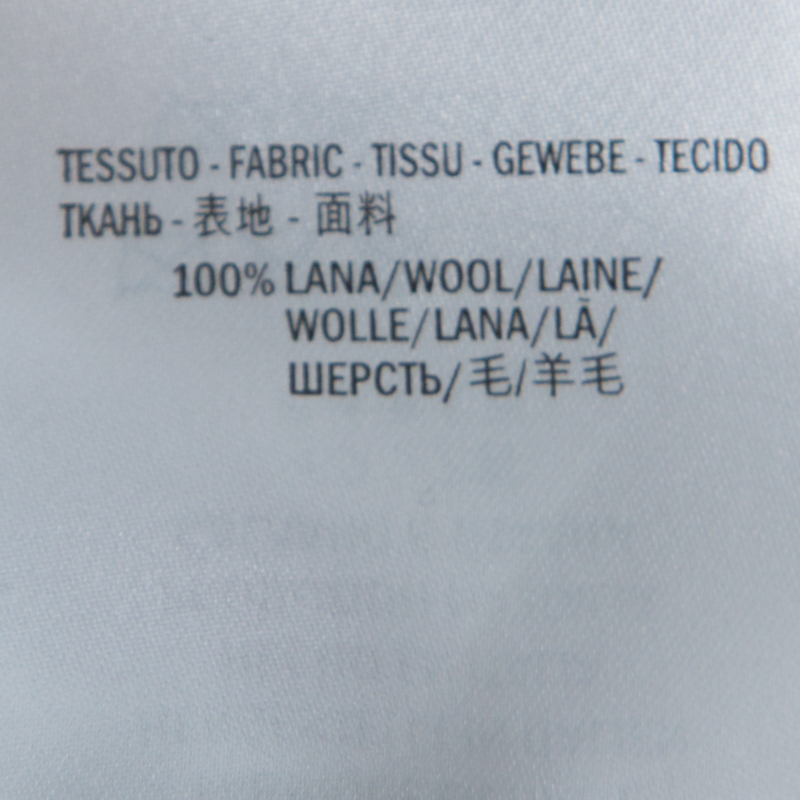 TESSUTO - FABRIC - TISSU - GEWEBE - TECIDO
ТКАНЬ - 表地 - 面料
100% LANA/WOOL/LAINE/
WOLLE/LANA/LÃ/
ШЕРСТЬ/毛/羊毛